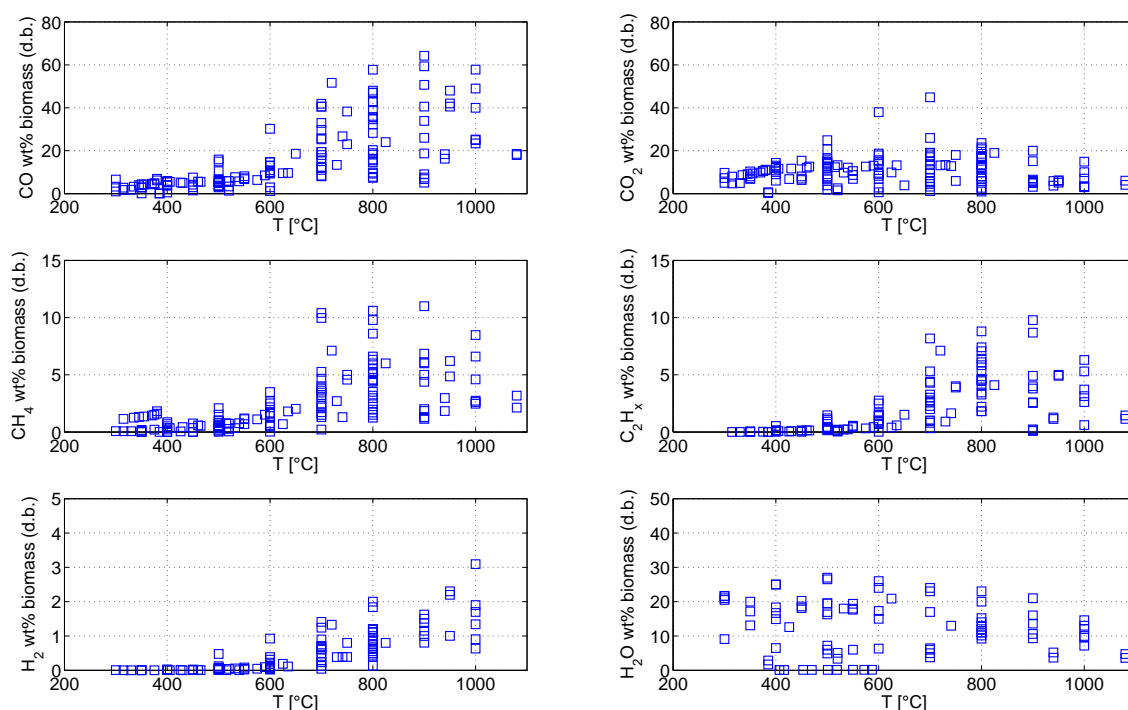 CO wt% biomass (d.b.)
80
60
40
20
0
200 400 600 800 1000
T [°C]
CO2 wt% biomass (d.b.)
80
60
40
20
0
200 400 600 800 1000
T [°C]
CH4 wt% biomass (d.b.)
15
10
5
0
200 400 600 800 1000
T [°C]
C2Hx wt% biomass (d.b.)
15
10
5
0
200 400 600 800 1000
T [°C]
H2 wt% biomass (d.b.)
5
4
3
2
1
0
200 400 600 800 1000
T [°C]
H2O wt% biomass (d.b.)
50
40
30
20
10
0
200 400 600 800 1000
T [°C]